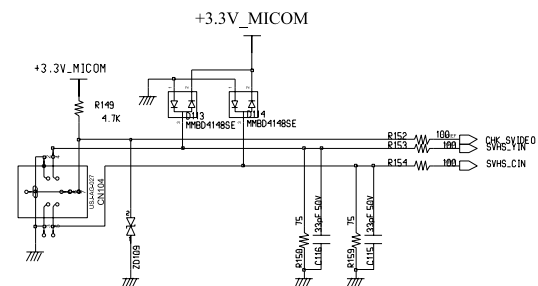 +3.3V_MICOM
+3.3V_MICOM
R149
4.7K
D113
MMBD4148SE
D114
MMBD4148SE
R152
100
CHK_SVIDEO
R153
100
SVHS_YIN
R154
100
SVHS_CIN
CN104
ZD109
75
R158
33pF 50V
C116
75
R159
33pF 50V
C115